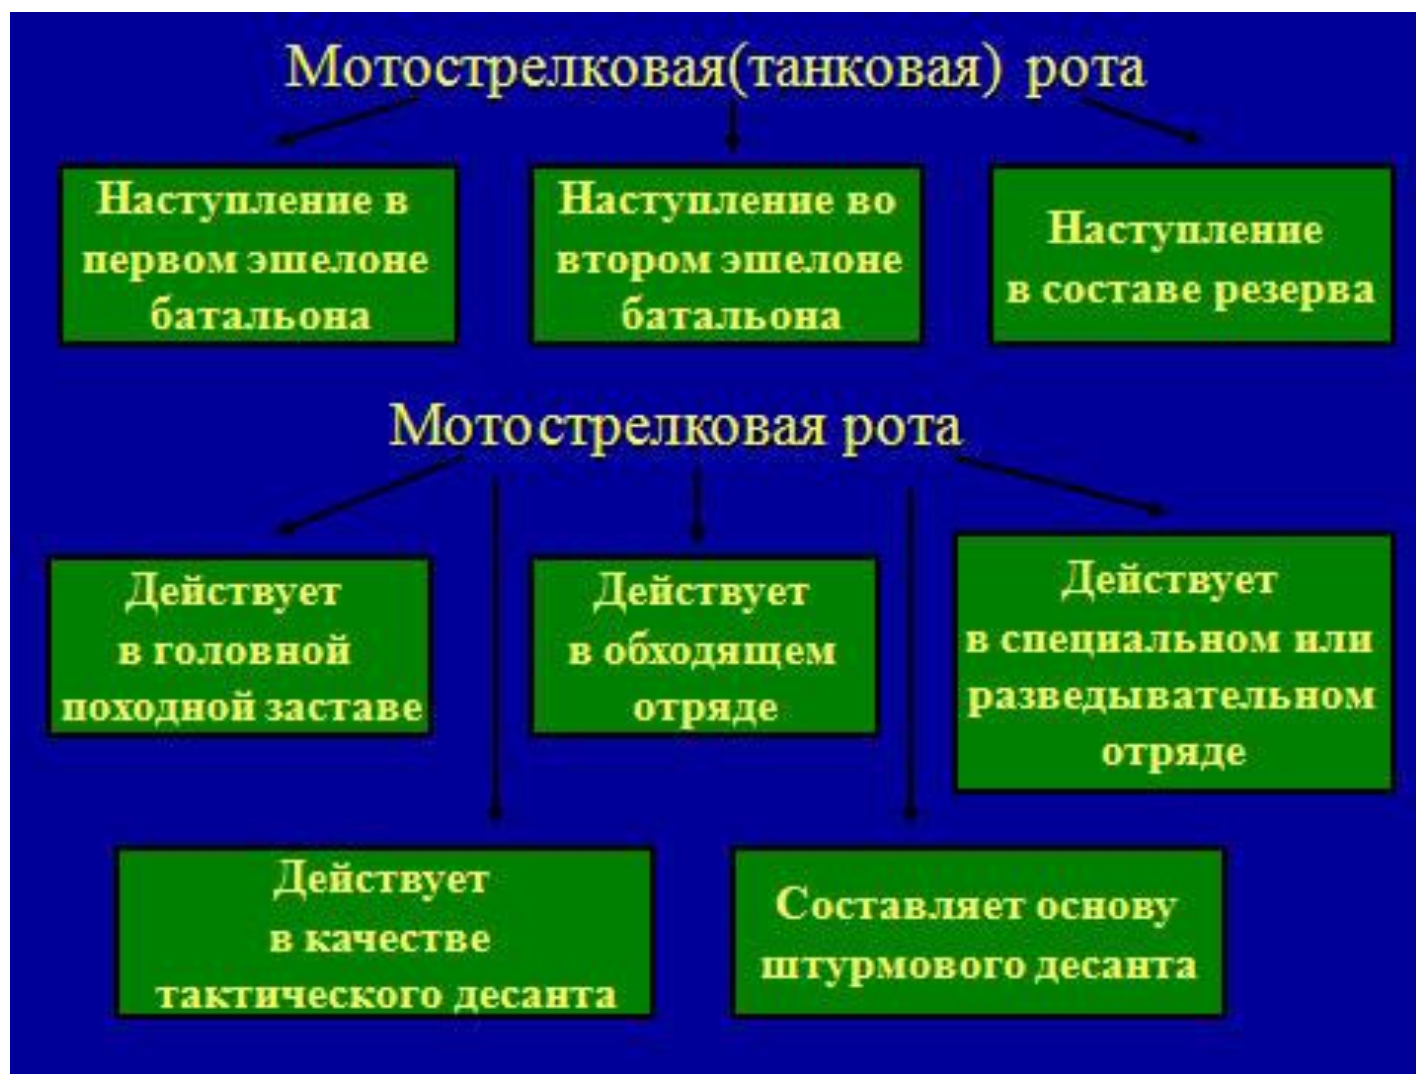 Мотострелковая(танковая) рота
Наступление в
первом эшелоне
батальона
Наступление во
втором эшелоне
батальона
Наступление
в составе резерва
Мотострелковая рота
Действует
в головной
походной заставе
Действует
в обходящем
отряде
Действует
в специальном или
разведывательном
отряде
Действует
в качестве
тактического десанта
Составляет основу
штурмового десанта